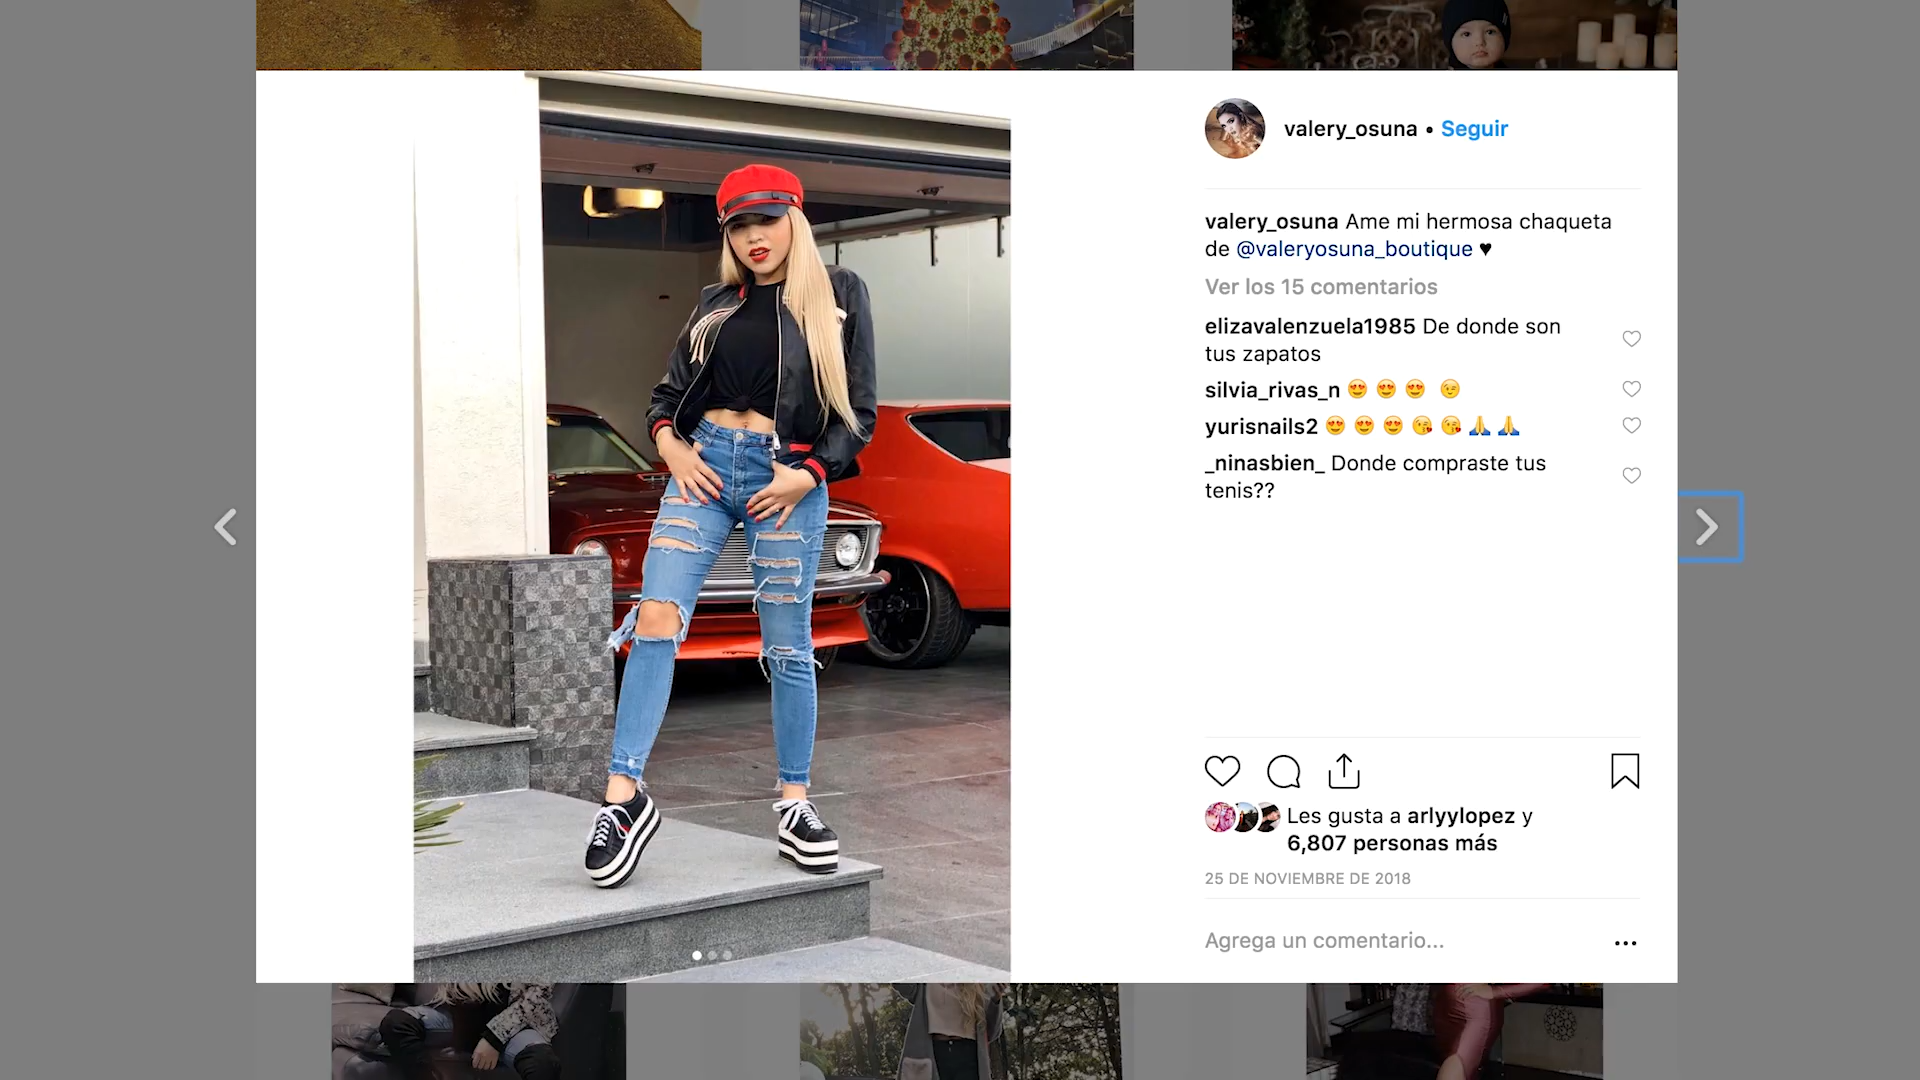 valery_osuna • Seguir
valery_osuna Ame mi hermosa chaqueta
de @valeryosuna_boutique ♥
Ver los 15 comentarios
elizavalenzuela1985 De donde son
tus zapatos
silvia_rivas_n 😍 😍 😍 😉
yurisnails2 😍 😍 😍 😘 😘 🙏 🙏
_ninasbien_ Donde compraste tus
tenis??
Les gusta a arlyylopez y
6,807 personas más
25 DE NOVIEMBRE DE 2018
Agrega un comentario...